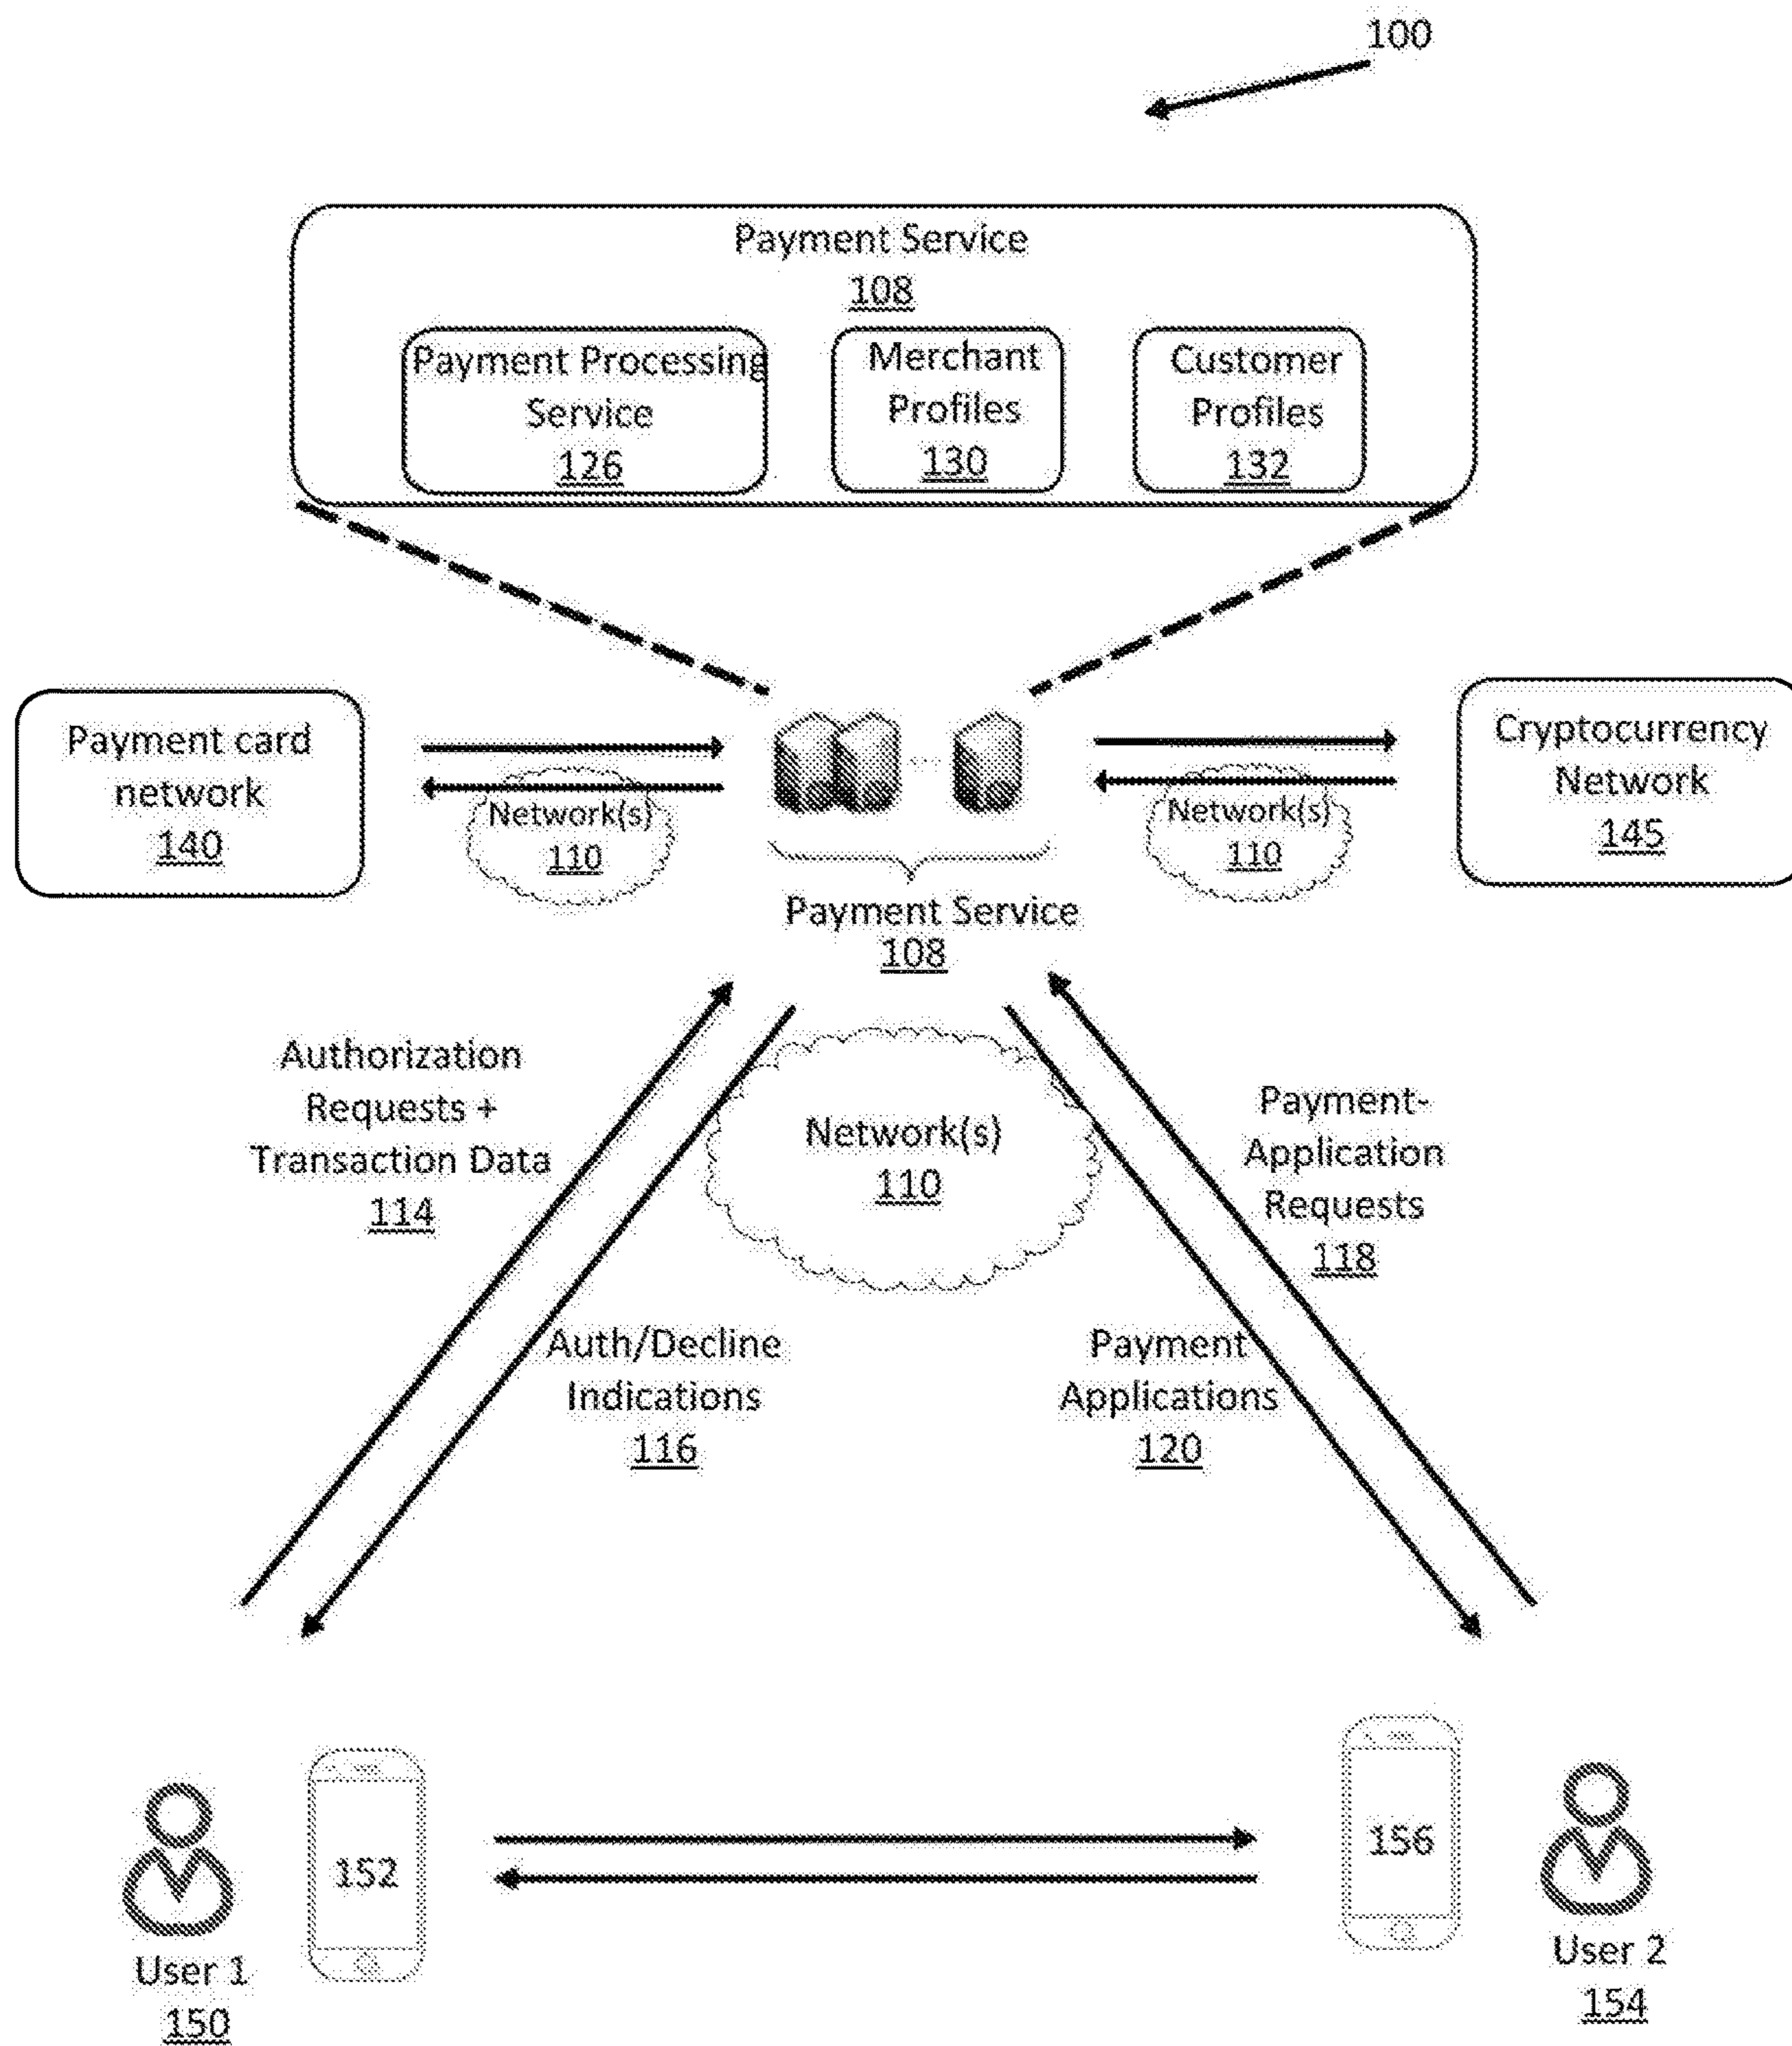 100
Payment Service
108
Payment Processing
Service
126
Merchant
Profiles
130
Customer
Profiles
132
Payment card
network
140
Network(s)
110
Payment Service
108
Network(s)
110
Cryptocurrency
Network
145
Authorization
Requests +
Transaction Data
114
Network(s)
110
Payment-
Application
Requests
118
Auth/Decline
Indications
116
Payment
Applications
120
152
User 1
150
156
User 2
154